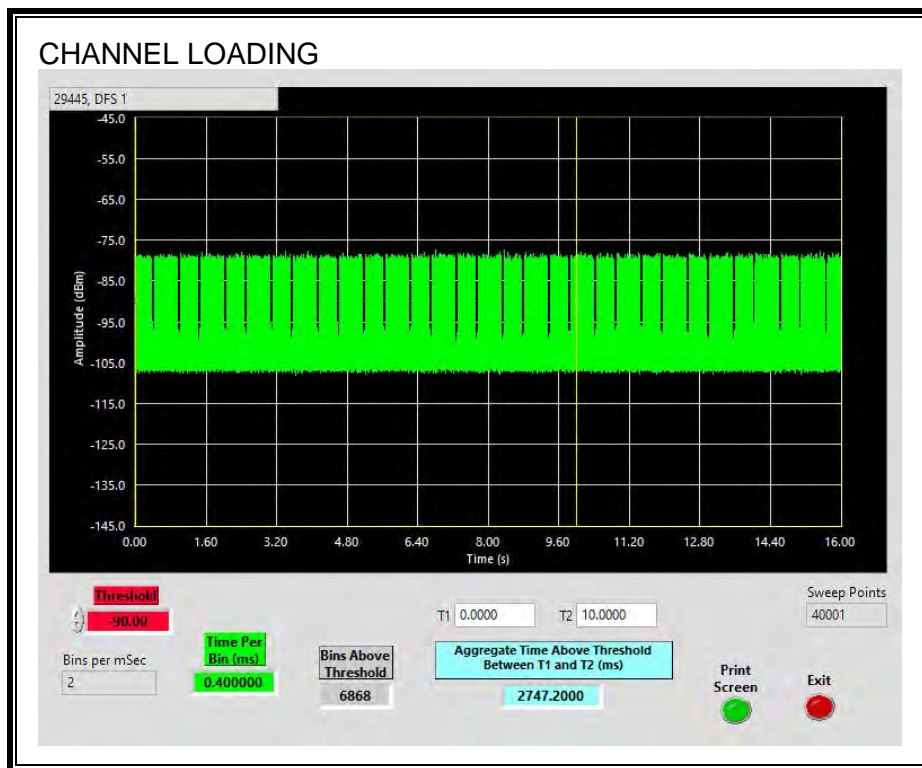 CHANNEL LOADING
29445, DFS 1
-45.0
-55.0
-65.0
-75.0
-85.0
-95.0
-105.0
-115.0
-125.0
-135.0
-145.0
Amplitude (dBm)
0.00 1.60 3.20 4.80 6.40 8.00 9.60 11.20 12.80 14.40 16.00
Time (s)
Threshold
-90.00
Bins per mSec
2
Time Per
Bin (ms)
0.400000
Bins Above
Threshold
6868
T1 0.0000 T2 10.0000
Aggregate Time Above Threshold
Between T1 and T2 (ms)
2747.2000
Sweep Points
40001
Print
Screen
Exit